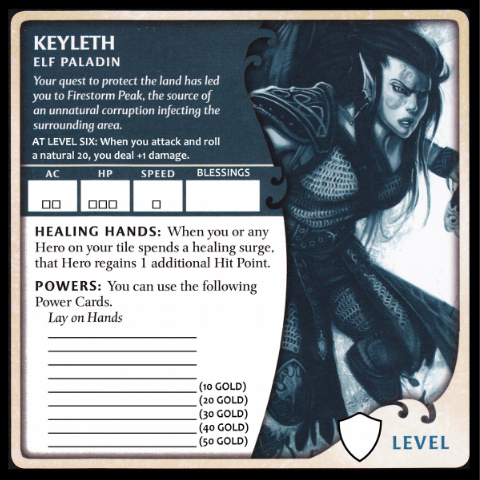 KEYLETH
ELF PALADIN
Your quest to protect the land has led
you to Firestorm Peak, the source of
an unnatural corruption infecting the
surrounding area.
AT LEVEL SIX: When you attack and roll
a natural 20, you deal +1 damage.
AC HP SPEED BLESSINGS
HEALING HANDS: When you or any
Hero on your tile spends a healing surge,
that Hero regains 1 additional Hit Point.
POWERS: You can use the following
Power Cards.
Lay on Hands
(10 GOLD)
(20 GOLD)
(30 GOLD)
(40 GOLD)
(50 GOLD)
LEVEL